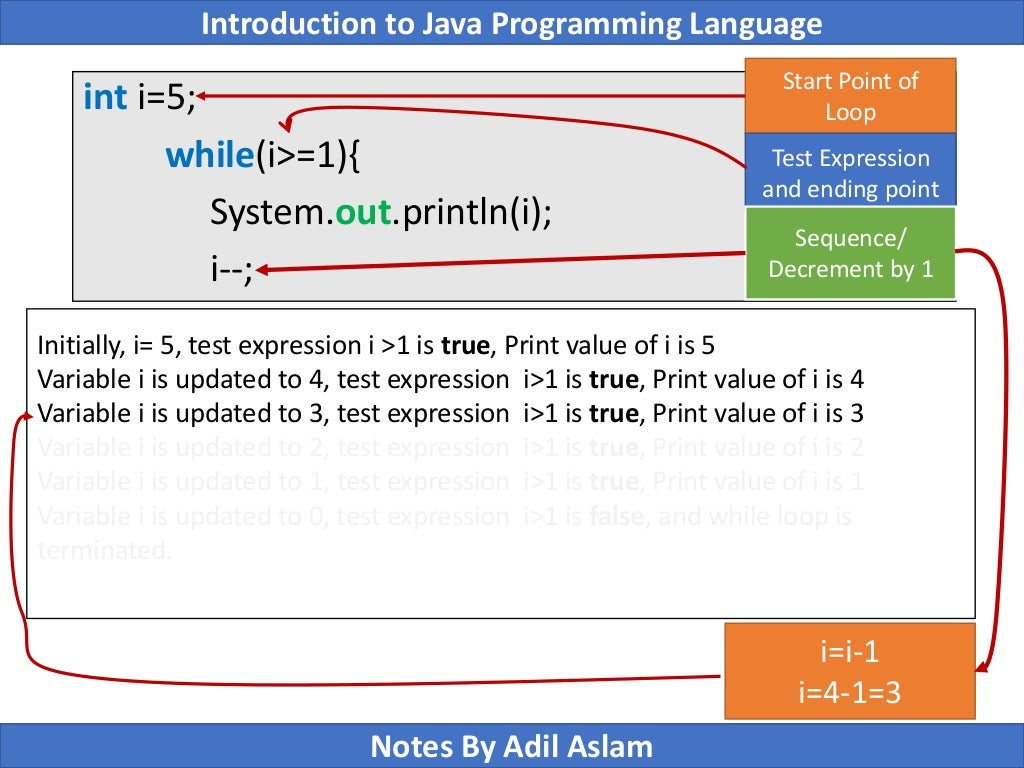 Introduction to Java Programming Language
int i=5;
while(i>=1){
System.out.println(i);
i--;
Start Point of
Loop
Test Expression
and ending point
Sequence/
Decrement by 1
Initially, i= 5, test expression i >1 is true, Print value of i is 5
Variable i is updated to 4, test expression  i>1 is true, Print value of i is 4
Variable i is updated to 3, test expression  i>1 is true, Print value of i is 3
Variable i is updated to 2, test expression  i>1 is true, Print value of i is 2
Variable i is updated to 1, test expression  i>1 is true, Print value of i is 1
Variable i is updated to 0, test expression  i>1 is false, and while loop is
terminated.
i=i-1
i=4-1=3
Notes By Adil Aslam